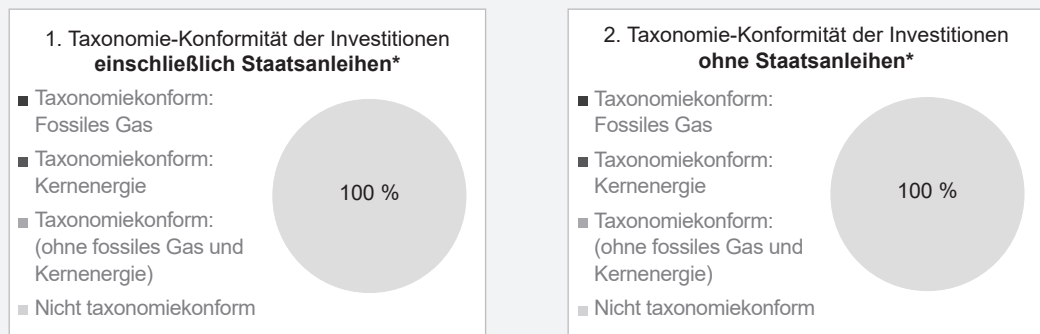 1. Taxonomie-Konformität der Investitionen
einschließlich Staatsanleihen*
Taxonomiekonform:
Fossiles Gas
Taxonomiekonform:
Kernenergie
Taxonomiekonform:
(ohne fossiles Gas und
Kernenergie)
Nicht taxonomiekonform
100 %
2. Taxonomie-Konformität der Investitionen
ohne Staatsanleihen*
Taxonomiekonform:
Fossiles Gas
Taxonomiekonform:
Kernenergie
Taxonomiekonform:
(ohne fossiles Gas und
Kernenergie)
Nicht taxonomiekonform
100 %